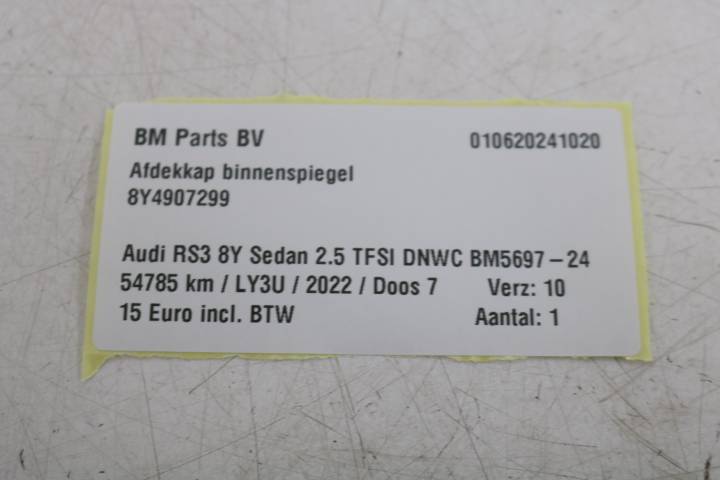 BM Parts BV 010620241020
Afdekkap binnenspiegel
8Y4907299
Audi RS3 8Y Sedan 2.5 TFSI DNWC BM5697-24
54785 km / LY3U / 2022 / Doos 7 Verz: 10
15 Euro incl. BTW Aantal: 1